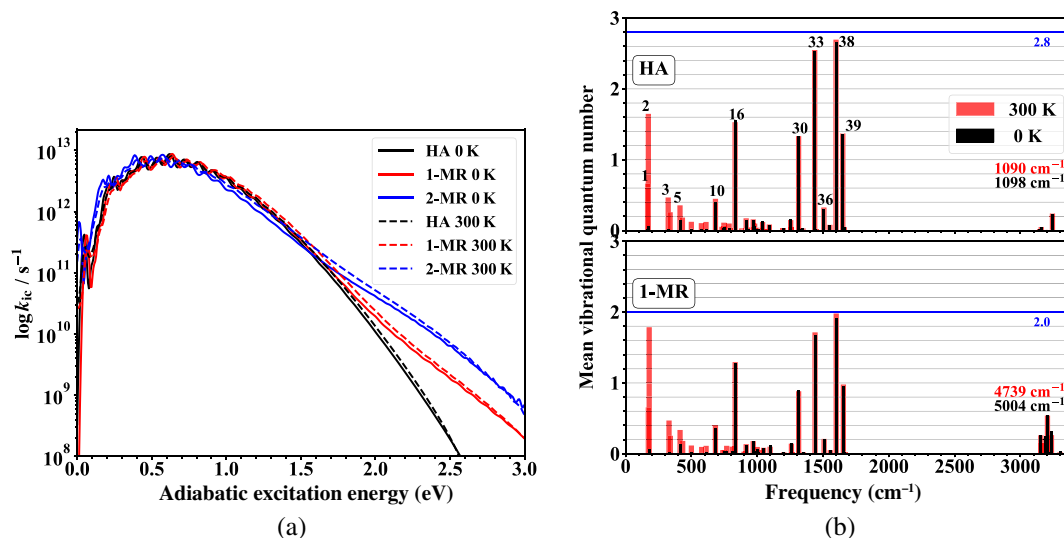 10¹³
10¹²
10¹¹
10¹⁰
10⁹
10⁸
log k_ic / s⁻¹
HA 0 K
1-MR 0 K
2-MR 0 K
HA 300 K
1-MR 300 K
2-MR 300 K
0.0 0.5 1.0 1.5 2.0 2.5 3.0
Adiabatic excitation energy (eV)
(a)
3
2
1
0
HA
2.8
33 38
2
16
30 39
1 3 5 10 36
300 K
0 K
1090 cm⁻¹
1098 cm⁻¹
Mean vibrational quantum number
3
2
1
0
1-MR
2.0
4739 cm⁻¹
5004 cm⁻¹
0 500 1000 1500 2000 2500 3000
Frequency (cm⁻¹)
(b)